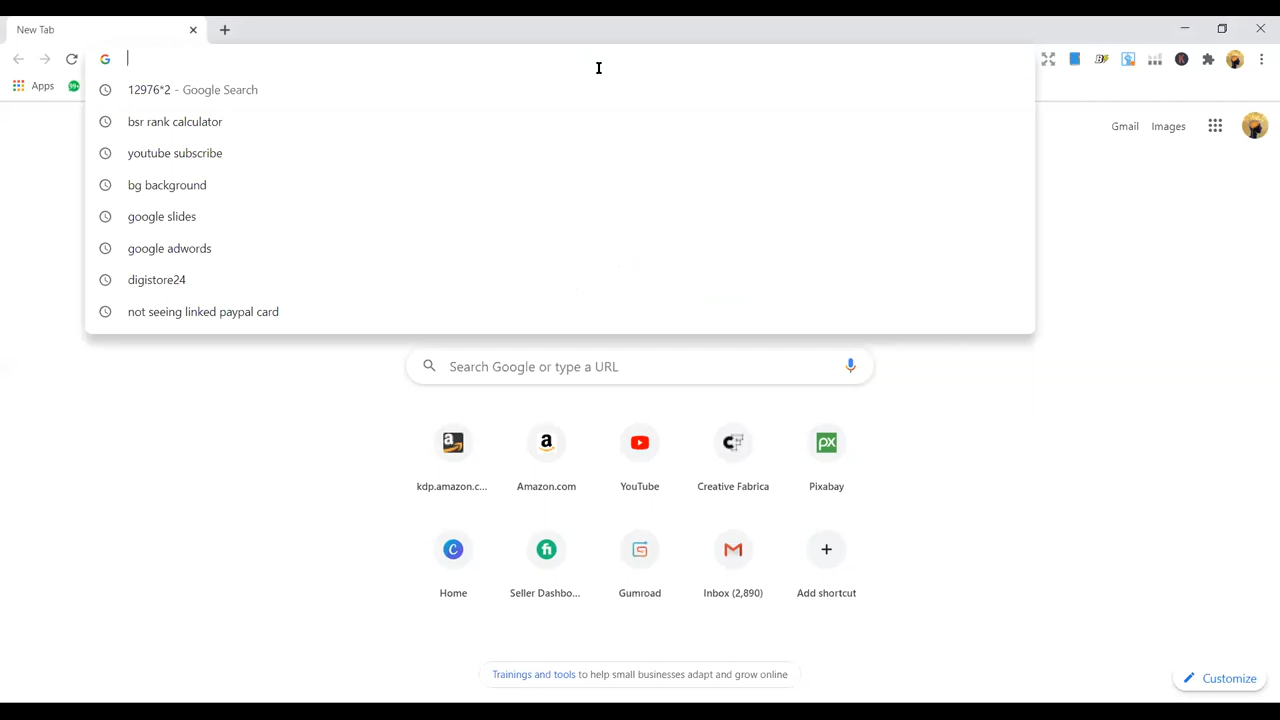 New Tab
Apps
99+
12976*2 - Google Search
bsr rank calculator
youtube subscribe
bg background
google slides
google adwords
digistore24
not seeing linked paypal card
Gmail
Images
Search Google or type a URL
kdp.amazon.c...
Amazon.com
YouTube
Creative Fabrica
Pixabay
Home
Seller Dashbo...
Gumroad
Inbox (2,890)
Add shortcut
Trainings and tools to help small businesses adapt and grow online
Customize